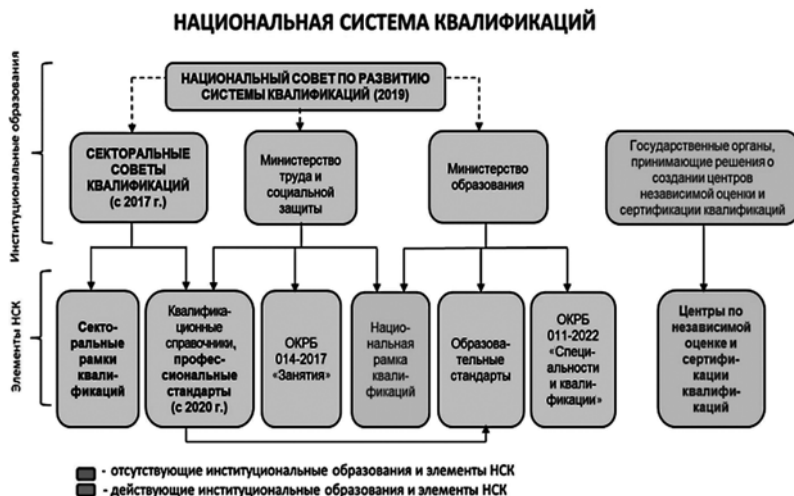 НАЦИОНАЛЬНАЯ СИСТЕМА КВАЛИФИКАЦИЙ
Институциональные образования
НАЦИОНАЛЬНЫЙ СОВЕТ ПО РАЗВИТИЮ
СИСТЕМЫ КВАЛИФИКАЦИЙ (2019)
СЕКТОРАЛЬНЫЕ
СОВЕТЫ
КВАЛИФИКАЦИЙ
(с 2017 г.)
Министерство
труда и
социальной
защиты
Министерство
образования
Государственные органы,
принимающие решения о
создании центров
независимой оценки и
сертификации квалификаций
Элементы НСК
Секто-
ральные
рамки
квали-
фикаций
Квалифи-
кационные
справочники,
профес-
сиональные
стандарты
(с 2020 г.)
ОКРБ
014-2017
«Занятия»
Нацио-
нальная
рамка
квали-
фикаций
Образова-
тельные
стандарты
ОКРБ
011-2022
«Специ-
альности
и квали-
фикации»
Центры по
независимой
оценке и
сертифи-
кации
квалифи-
каций
- отсутствующие институциональные образования и элементы НСК
- действующие институциональные образования и элементы НСК